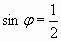 sin φ = 1/2